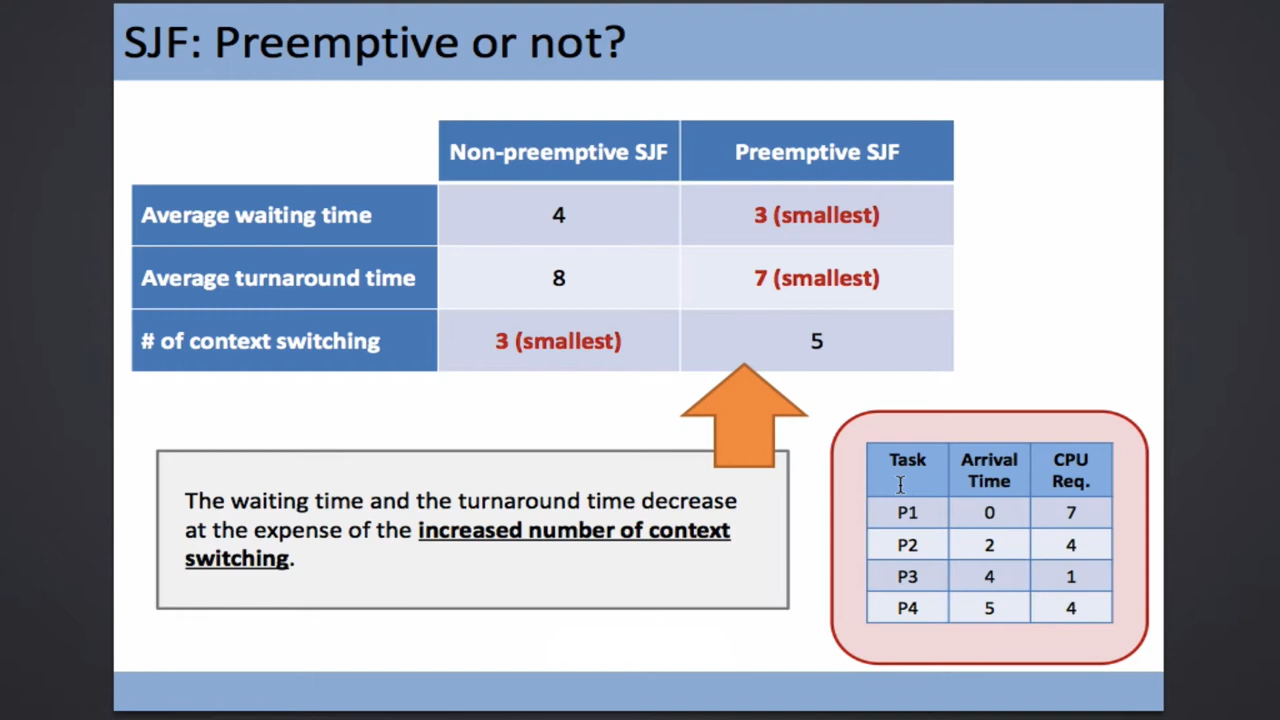 SJF: Preemptive or not?
Non-preemptive SJF Preemptive SJF
Average waiting time 4 3 (smallest)
Average turnaround time 8 7 (smallest)
# of context switching 3 (smallest) 5
The waiting time and the turnaround time decrease
at the expense of the increased number of context
switching.
Task Arrival Time CPU Req.
P1 0 7
P2 2 4
P3 4 1
P4 5 4